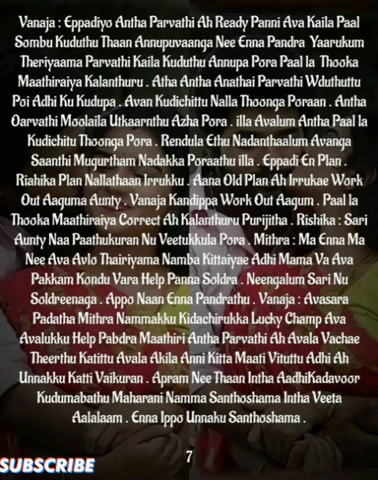 Vanaja : Eppadiyo Antha Parvathi Ah Ready Panni Ava Kaila Paal
Sombu Kuduthu Thaan Annupuvaanga Nee Enna Pandra Yaarukum
Theriyaama Parvathi Kaila Kuduthu Annupa Pora Paal la Thooka
Maathiraiya Kalanthuru . Atha Antha Anathai Parvathi Wduthuttu
Poi Adhi Ku Kudupa . Avan Kudichittu Nalla Thoonga Poraan . Antha
Oarvathi Moolaila Utkaarnthu Azha Pora . illa Avalum Antha Paal la
Kudichitu Thoonga Pora . Rendula Ethu Nadanthaalum Avanga
Saanthi Mugurtham Nadakka Poraathu illa . Eppadi En Plan .
Riahika Plan Nallathaan Irrukku . Aana Old Plan Ah Irrukae Work
Out Aaguma Aunty . Vanaja Kandippa Work Out Aagum . Paal la
Thooka Maathiraiya Correct Ah Kalanthuru Purijitha . Rishika : Sari
Aunty Naa Paathukuran Nu Veetukkula Pora . Mithra : Ma Enna Ma
Nee Ava Avlo Thairiyama Namba Kittaiyae Adhi Mama Va Ava
Pakkam Kondu Vara Help Panna Soldra . Neengalum Sari Nu
Soldreenaga . Appo Naan Enna Pandrathu . Vanaja : Avasara
Padatha Mithra Nammakku Kidachirukka Lucky Champ Ava
Avalukku Help Pabdra Maathiri Antha Parvathi Ah Avala Vachae
Theerthu Katittu Avala Akila Anni Kitta Maati Vituttu Adhi Ah
Unnakku Katti Vaikuran . Apram Nee Thaan Intha AadhiKadavoor
Kudumabathu Maharani Namma Santhoshama Intha Veeta
Aalalaam . Enna Ippo Unnaku Santhoshama .
7
SUBSCRIBE